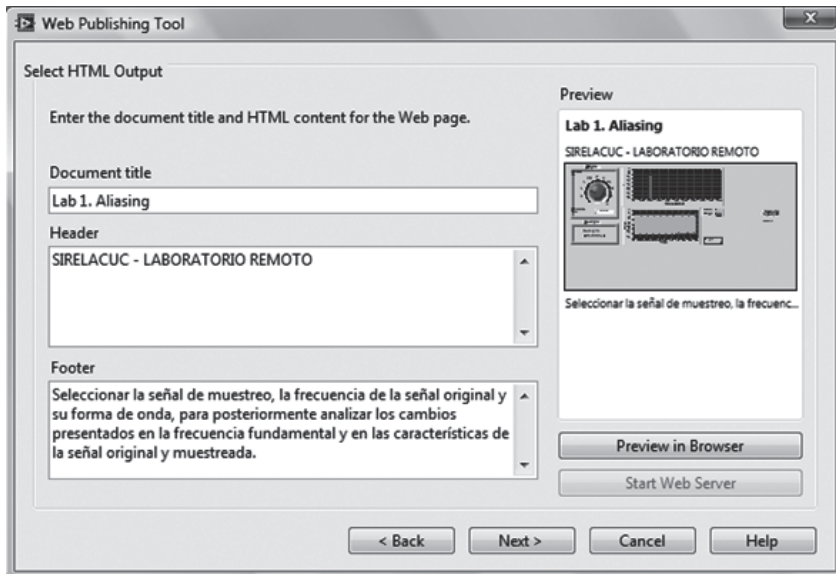 Web Publishing Tool
Select HTML Output
Enter the document title and HTML content for the Web page.
Document title
Lab 1. Aliasing
Header
SIRELACUC - LABORATORIO REMOTO
Footer
Seleccionar la señal de muestreo, la frecuencia de la señal original y
su forma de onda, para posteriormente analizar los cambios
presentados en la frecuencia fundamental y en las características de
la señal original y muestreada.
Preview
Lab 1. Aliasing
SIRELACUC - LABORATORIO REMOTO
Seleccionar la señal de muestreo, la frecuenc...
Preview in Browser
Start Web Server
< Back
Next >
Cancel
Help